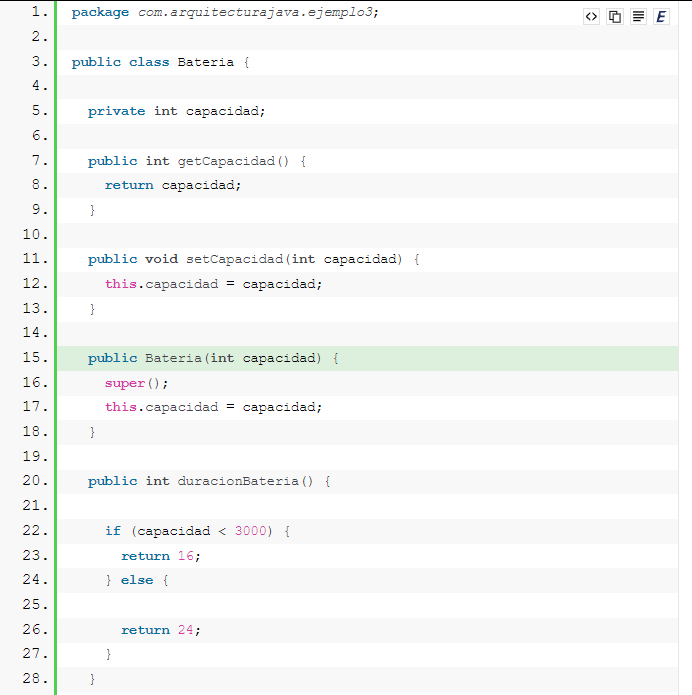 1. package com.arquitecturajava.ejemplo3;
2.
3. public class Bateria {
4.
5. private int capacidad;
6.
7. public int getCapacidad() {
8. return capacidad;
9. }
10.
11. public void setCapacidad(int capacidad) {
12. this.capacidad = capacidad;
13. }
14.
15. public Bateria(int capacidad) {
16. super();
17. this.capacidad = capacidad;
18. }
19.
20. public int duracionBateria() {
21.
22. if (capacidad < 3000) {
23. return 16;
24. } else {
25.
26. return 24;
27. }
28. }